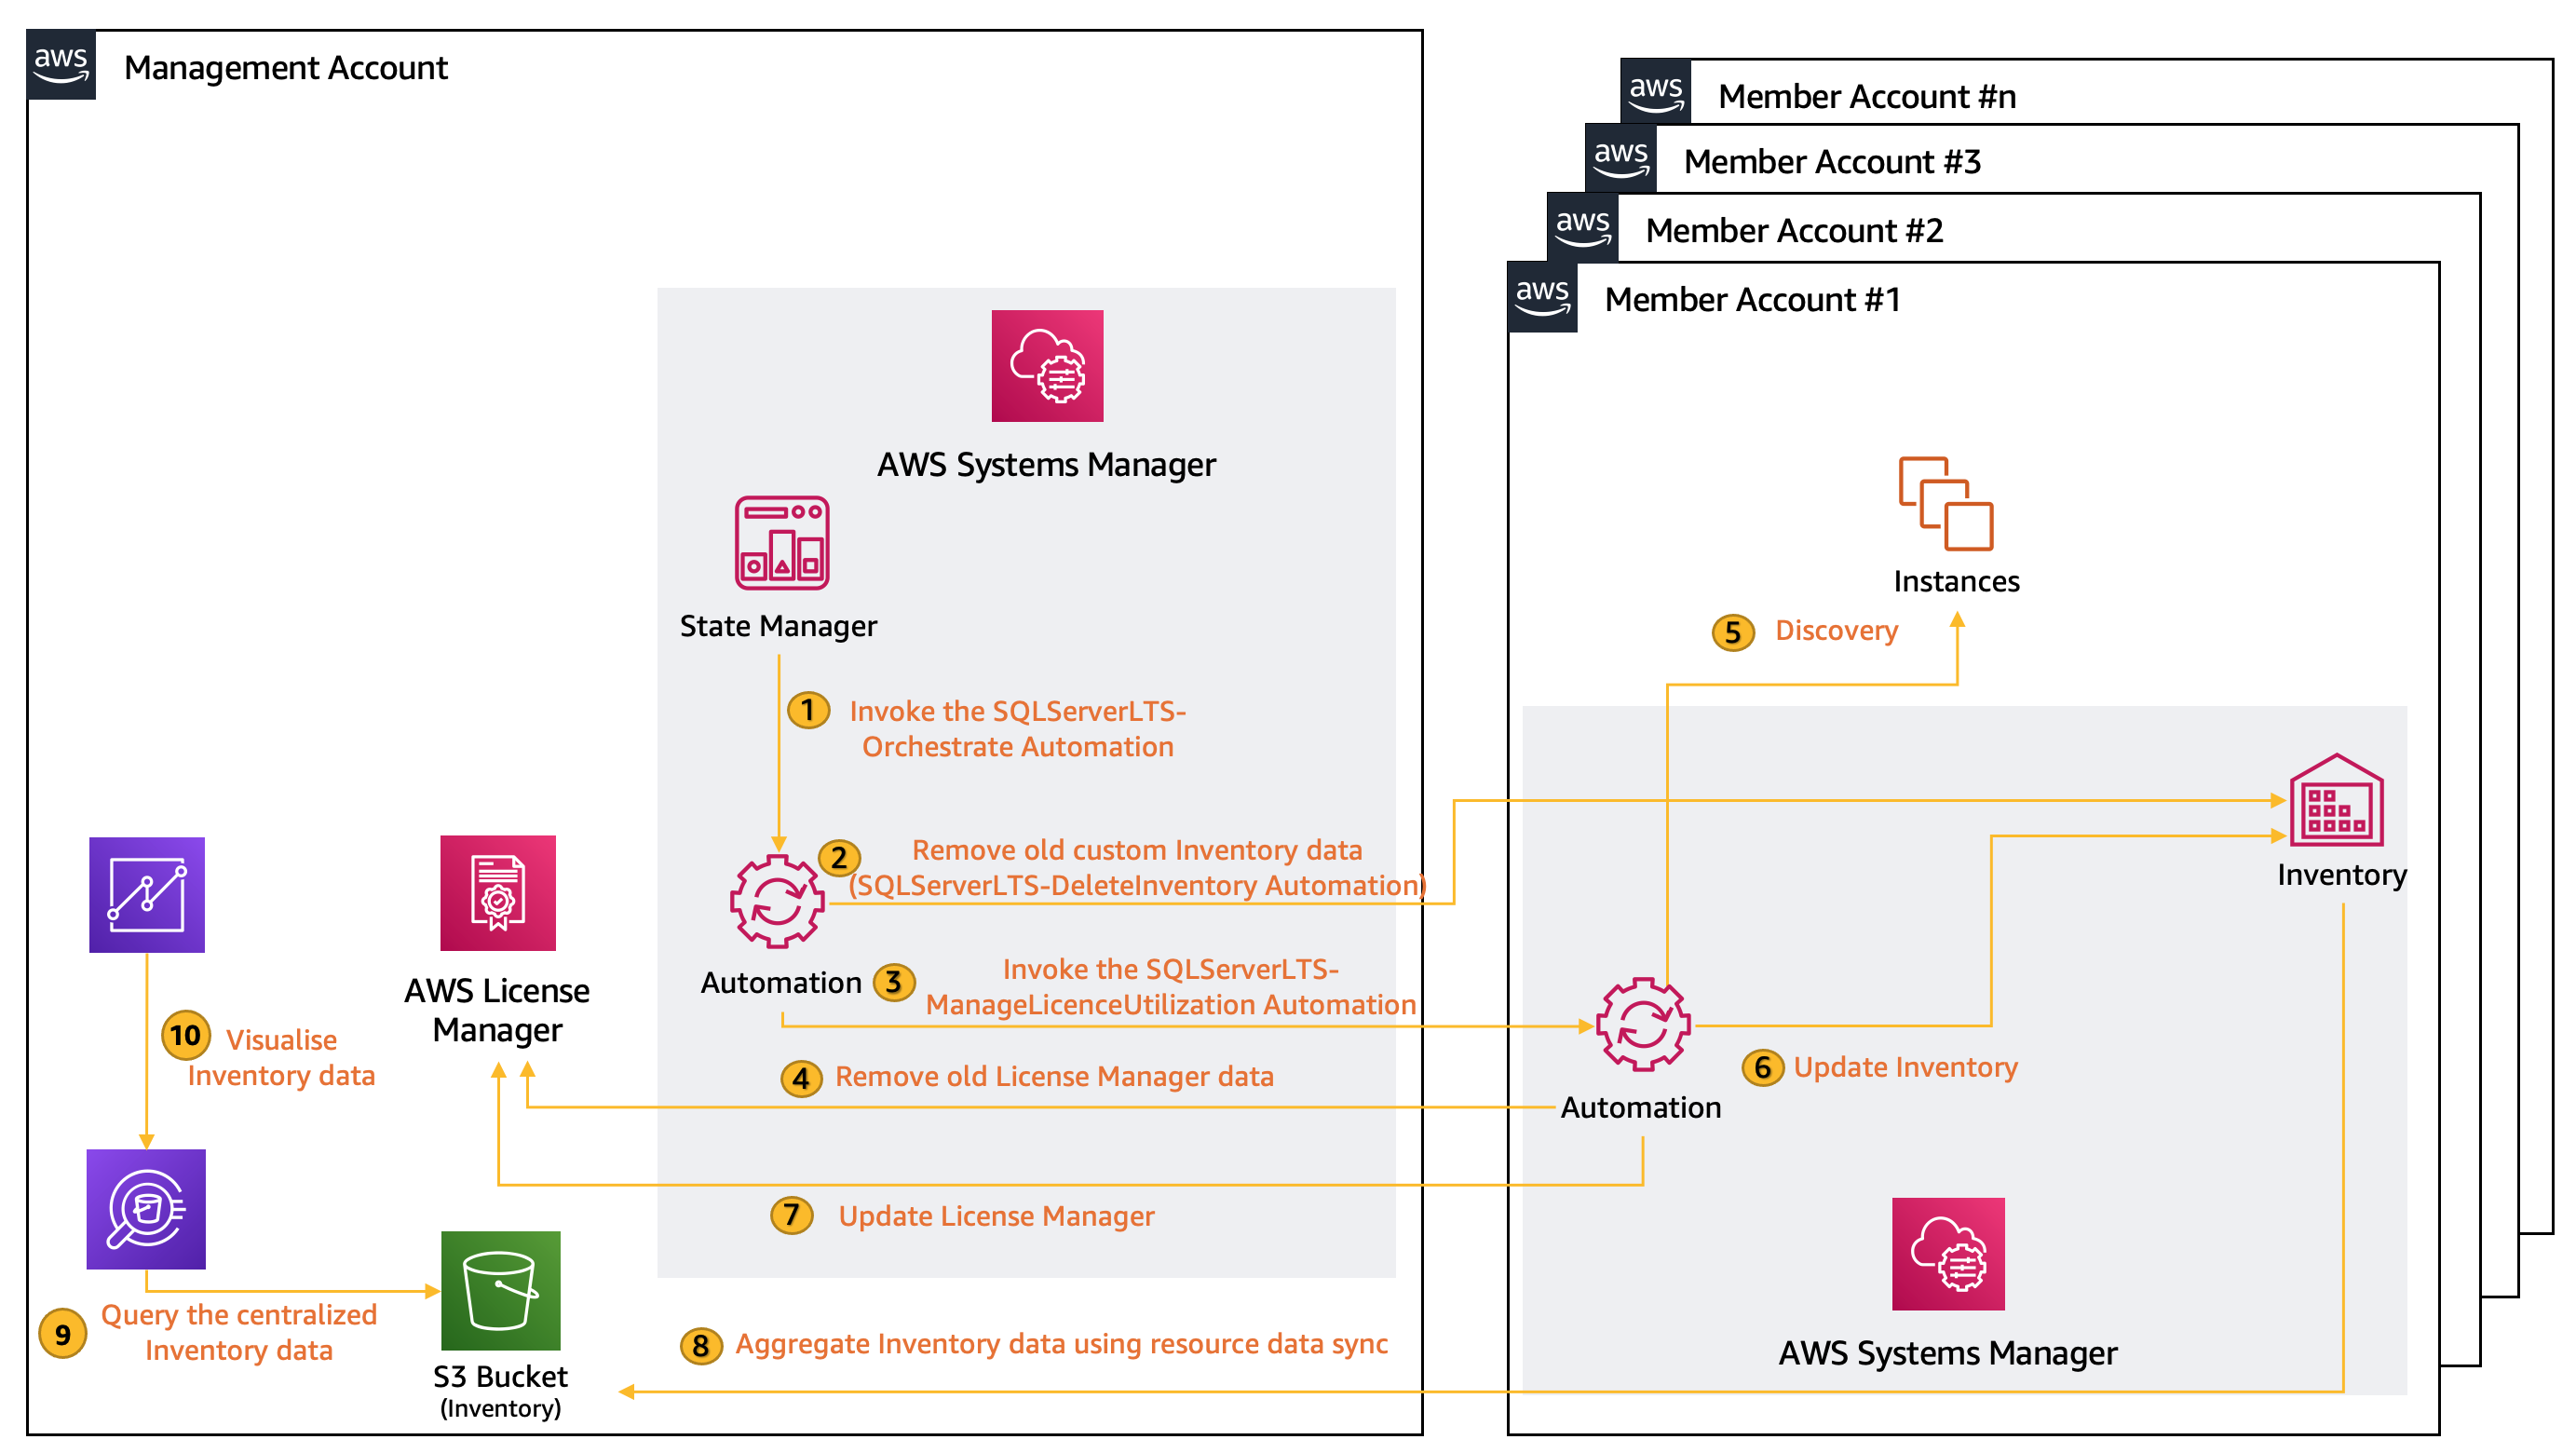 aws
Management Account
aws
Member Account #n
aws
Member Account #3
aws
Member Account #2
aws
Member Account #1
AWS Systems Manager
State Manager
1
Invoke the SQLServerLTS-
Orchestrate Automation
2
Remove old custom Inventory data
(SQLServerLTS-DeleteInventory Automation)
Automation
3
Invoke the SQLServerLTS-
ManageLicenceUtilization Automation
4
Remove old License Manager data
7
Update License Manager
AWS License
Manager
10
Visualise
Inventory data
9
Query the centralized
Inventory data
S3 Bucket
(Inventory)
8
Aggregate Inventory data using resource data sync
Instances
5
Discovery
Inventory
6
Update Inventory
Automation
AWS Systems Manager